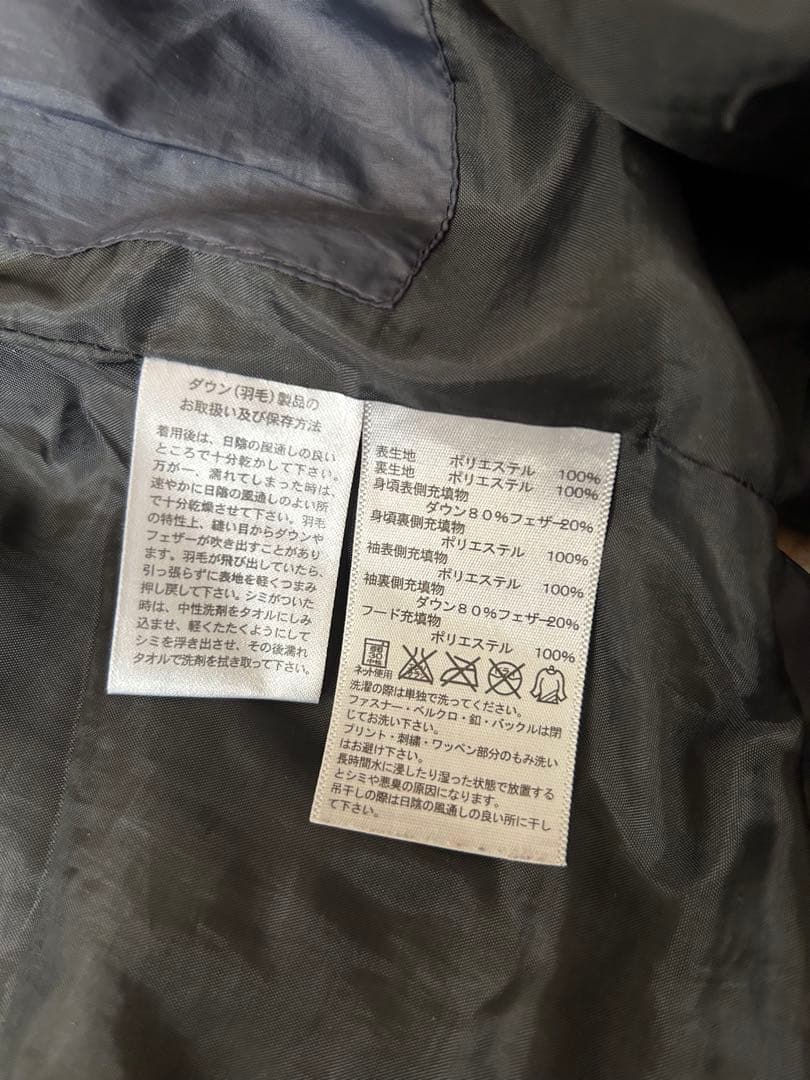 ダウン(羽毛)製品の
お取扱い及び保存方法
着用後は、日陰の風通しの良い
ところで十分乾かして下さい。
万が一、濡れてしまった時は、
速やかに日陰の風通しのよい所
で十分乾燥させて下さい。羽毛
の特性上、縫い目からダウンや
フェザーが吹き出すことがあり
ます。羽毛が飛び出していたら、
引っ張らずに表地を軽くつまみ
押し戻して下さい。シミがついた
時は、中性洗剤をタオルにしみ
込ませ、軽くたたくようにして
シミを浮き出させ、その後濡れ
タオルで洗剤を拭き取って下さい。
表生地 ポリエステル 100%
裏生地 ポリエステル 100%
身頃表側充填物
ダウン80%フェザー20%
身頃裏側充填物
ポリエステル 100%
袖表側充填物
ポリエステル 100%
袖裏側充填物
ダウン80%フェザー20%
フード充填物
ポリエステル 100%
弱
30
中性
ネット使用
洗濯の際は単独で洗ってください。
ファスナー・ベルクロ・釦・バックルは閉
じてお洗い下さい。
プリント・刺繍・ワッペン部分のもみ洗い
はお避け下さい。
長時間水に浸したり湿った状態で放置する
とシミや悪臭の原因になります。
吊干しの際は日陰の風通しの良い所に干し
て下さい。